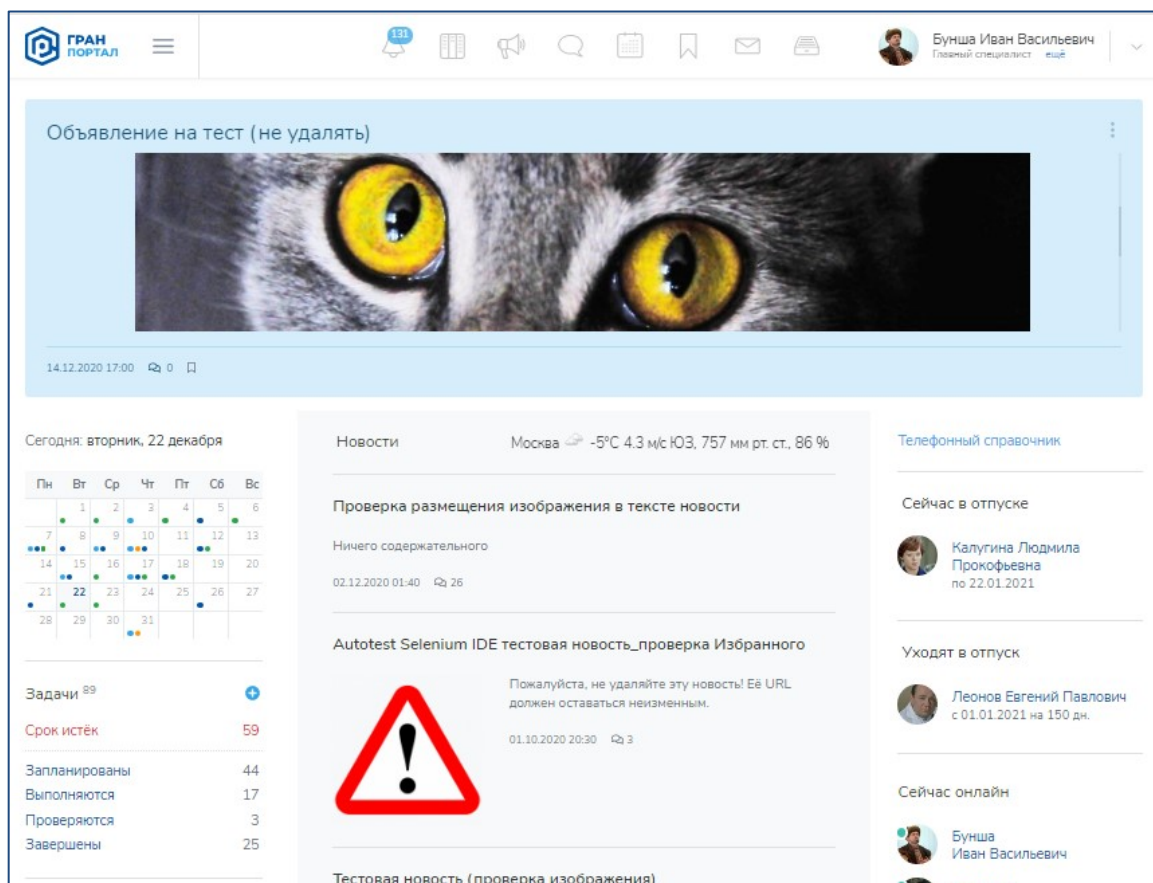 ГРАН
ПОРТАЛ
131
Бунша Иван Васильевич
Главный специалист ещё
Объявление на тест (не удалять)
14.12.2020 17:00 0
Сегодня: вторник, 22 декабря
Пн Вт Ср Чт Пт Сб Вс
1 2 3 4 5 6
7 8 9 10 11 12 13
14 15 16 17 18 19 20
21 22 23 24 25 26 27
28 29 30 31
Задачи 89
Срок истёк 59
Запланированы 44
Выполняются 17
Проверяются 3
Завершены 25
Новости Москва -5°C 4.3 м/с ЮЗ, 757 мм рт. ст., 86 %
Проверка размещения изображения в тексте новости
Ничего содержательного
02.12.2020 01:40 26
Autotest Selenium IDE тестовая новость_проверка Избранного
Пожалуйста, не удаляйте эту новость! Её URL
должен оставаться неизменным.
01.10.2020 20:30 3
Тестовая новость (проверка изображения)
Телефонный справочник
Сейчас в отпуске
Калугина Людмила
Прокофьевна
по 22.01.2021
Уходят в отпуск
Леонов Евгений Павлович
с 01.01.2021 на 150 дн.
Сейчас онлайн
Бунша
Иван Васильевич